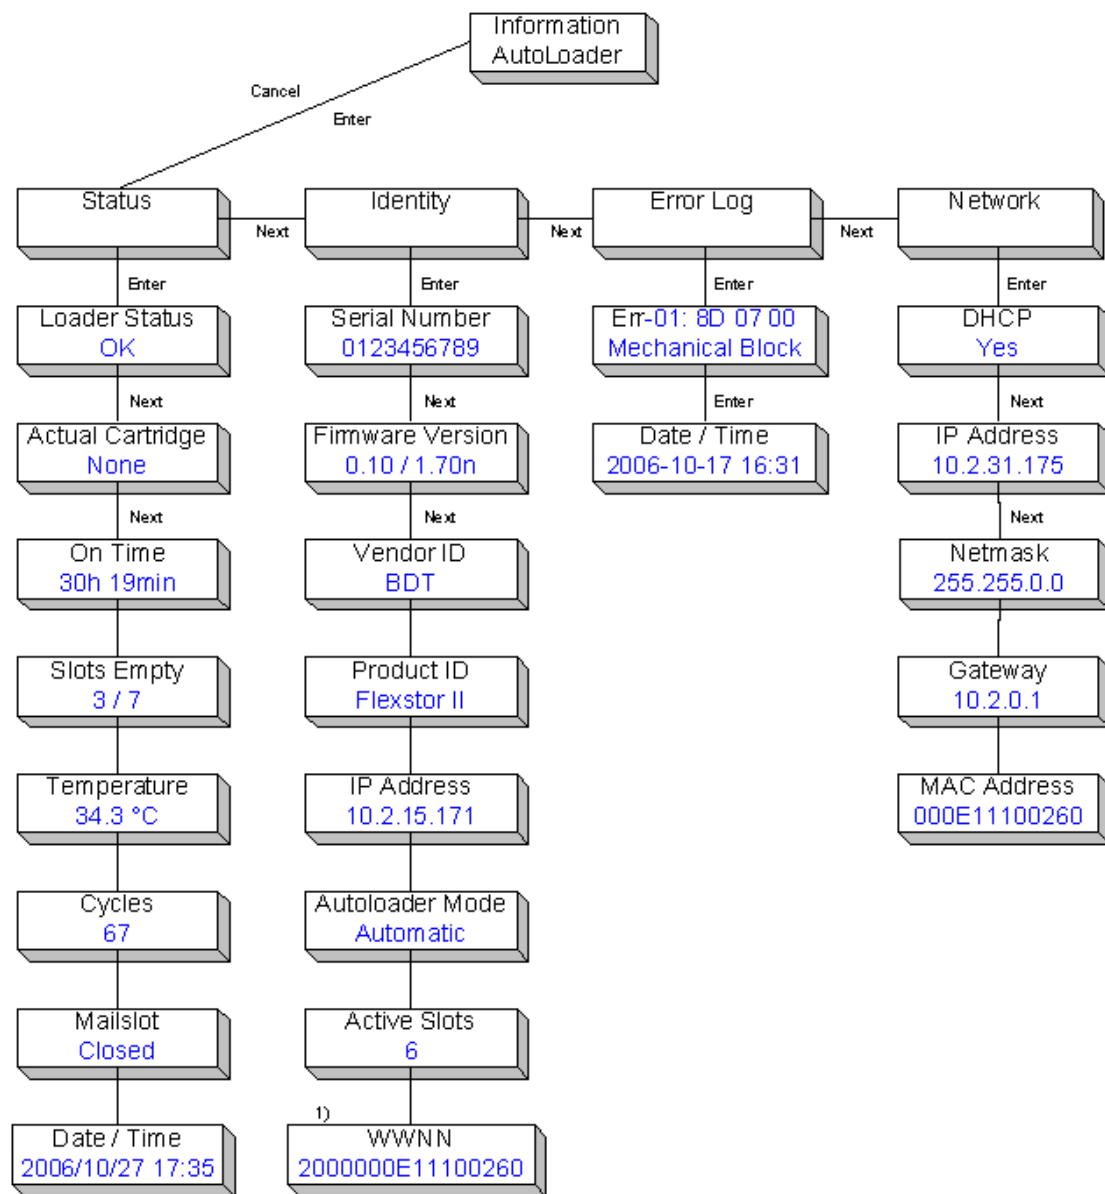 Information
AutoLoader
Cancel
Enter
Status
Next
Identity
Next
Error Log
Next
Network
Enter
Loader Status
OK
Next
Actual Cartridge
None
Next
On Time
30h 19min
Slots Empty
3 / 7
Temperature
34.3 °C
Cycles
67
Mailslot
Closed
Date / Time
2006/10/27 17:35
Enter
Serial Number
0123456789
Next
Firmware Version
0.10 / 1.70n
Next
Vendor ID
BDT
Product ID
Flexstor II
IP Address
10.2.15.171
Autoloader Mode
Automatic
Active Slots
6
1)
WWNN
2000000E11100260
Enter
Err-01: 8D 07 00
Mechanical Block
Enter
Date / Time
2006-10-17 16:31
Enter
DHCP
Yes
Next
IP Address
10.2.31.175
Next
Netmask
255.255.0.0
Gateway
10.2.0.1
MAC Address
000E11100260